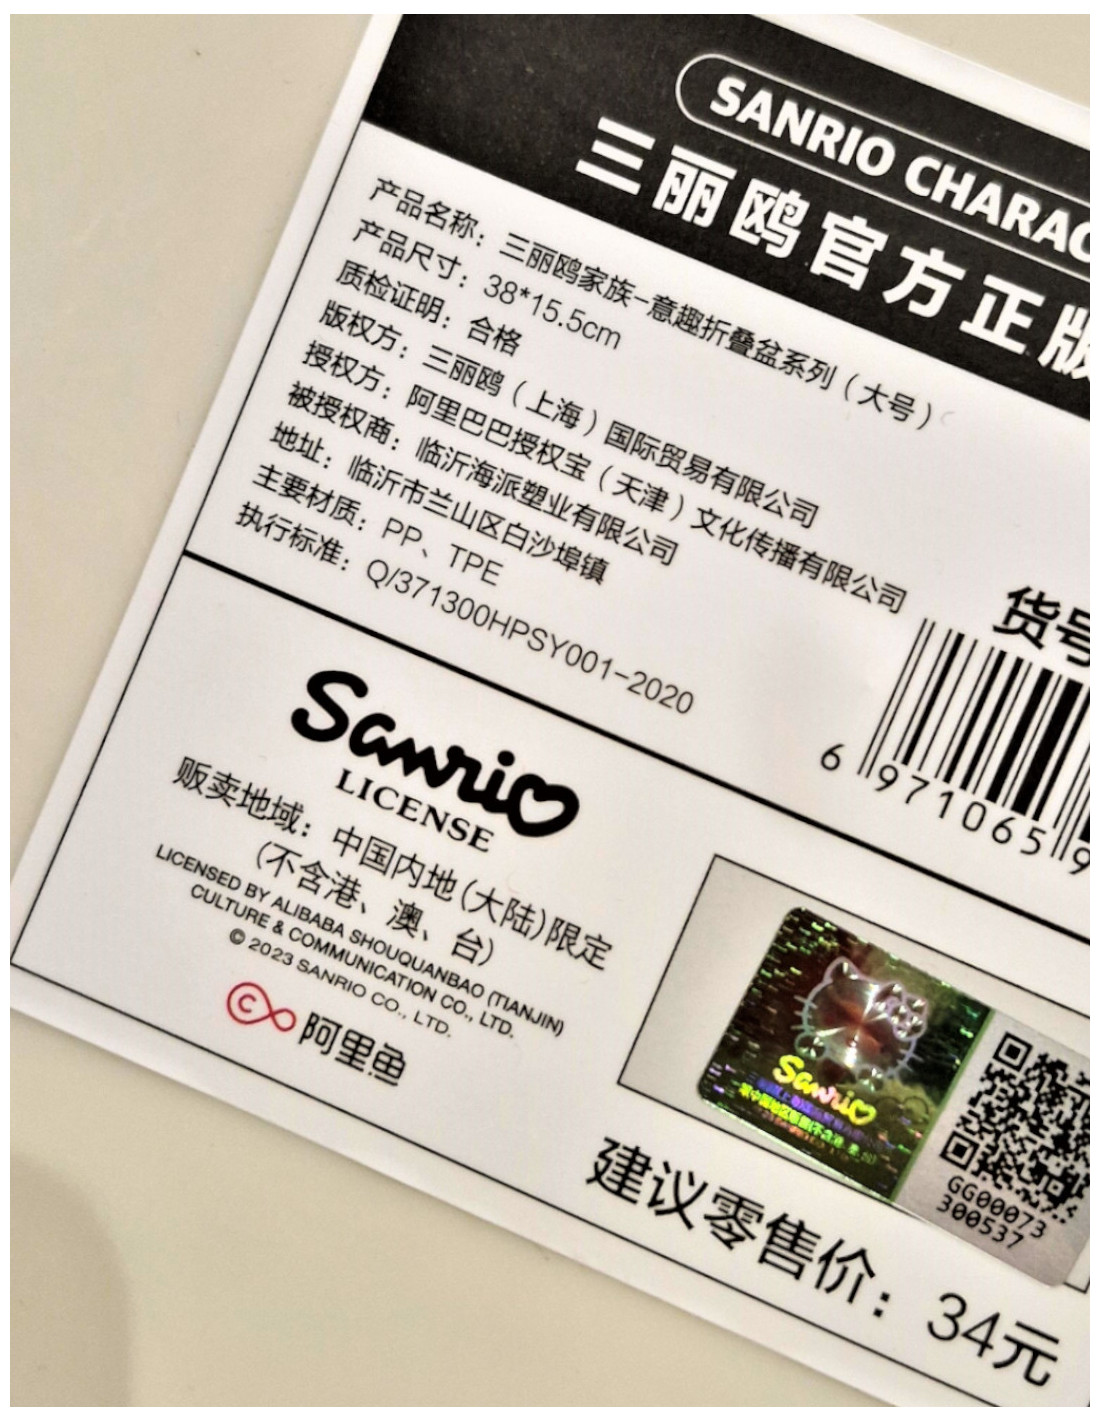 SANRIO CHARAC
三丽鸥官方正版
产品名称：三丽鸥家族-意趣折叠盆系列（大号）
产品尺寸：38*15.5cm
质检证明：合格
版权方：三丽鸥（上海）国际贸易有限公司
授权方：阿里巴巴授权宝（天津）文化传播有限公司
被授权商：临沂海派塑业有限公司
地址：临沂市兰山区白沙埠镇
主要材质：PP、TPE
执行标准：Q/371300HPSY001-2020
货号
6 971065 9
Sanrio
LICENSE
贩卖地域：中国内地(大陆)限定
(不含港、澳、台)
LICENSED BY ALIBABA SHOUQUANBAO (TIANJIN)
CULTURE & COMMUNICATION CO., LTD.
© 2023 SANRIO CO., LTD.
阿里鱼
Sanrio
GG00073
300537
建议零售价：34元